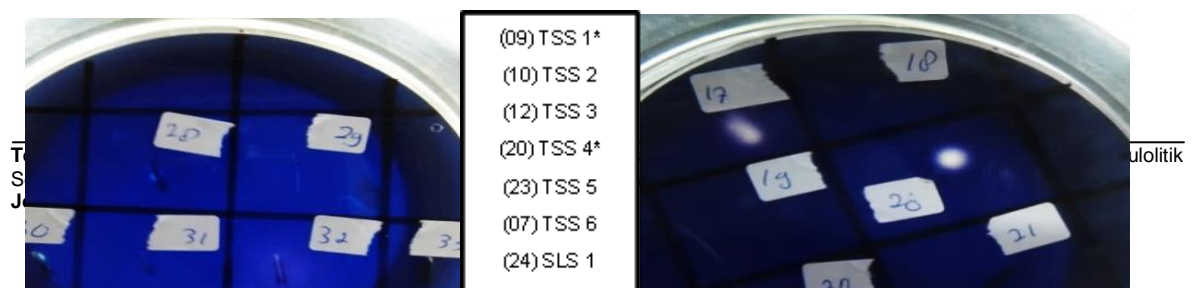 28
29
31
32
(09) TSS 1*
(10) TSS 2
(12) TSS 3
(20) TSS 4*
(23) TSS 5
(07) TSS 6
(24) SLS 1
17
18
19
20
21
ulolitik